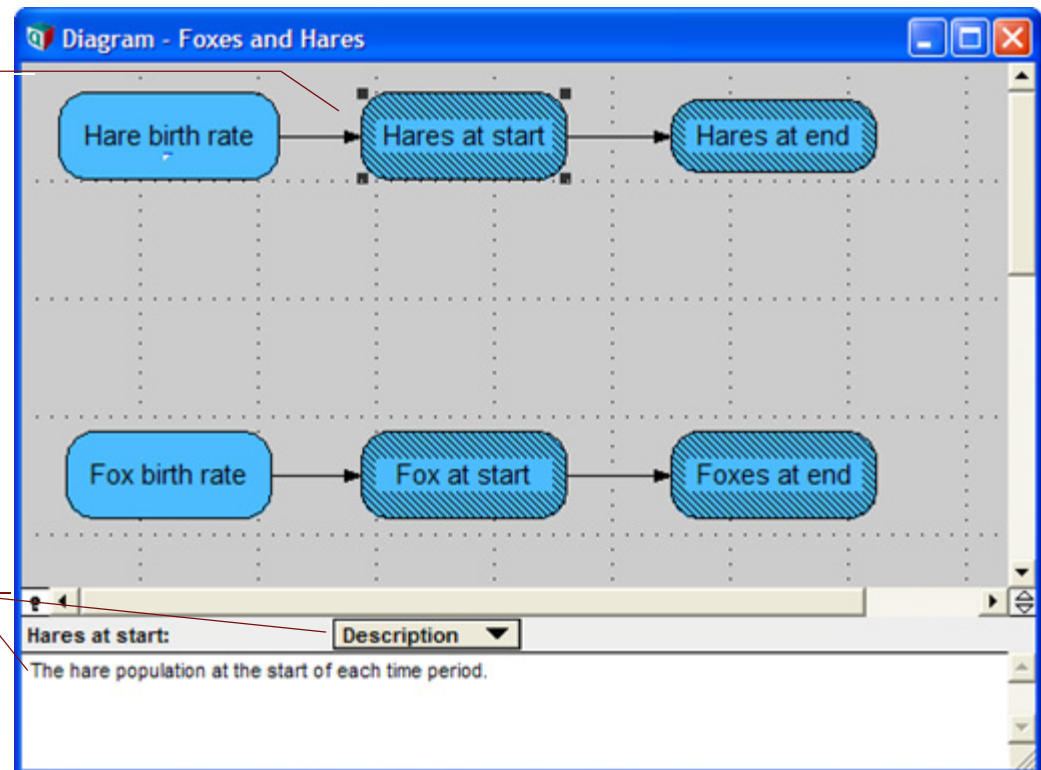 Diagram - Foxes and Hares
Hare birth rate
Hares at start
Hares at end
Fox birth rate
Fox at start
Foxes at end
Hares at start:
Description
The hare population at the start of each time period.